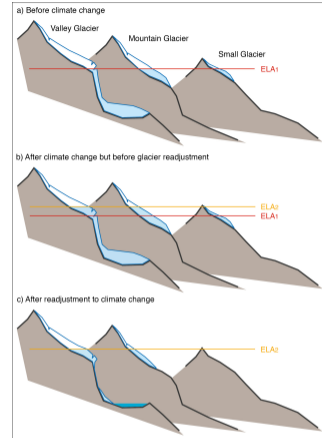 a) Before climate change
Valley Glacier
Mountain Glacier
Small Glacier
ELA1
b) After climate change but before glacier readjustment
ELA2
ELA1
c) After readjustment to climate change
ELA2